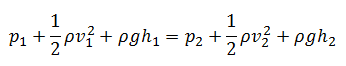 p₁ + ½ρv₁² + ρgh₁ = p₂ + ½ρv₂² + ρgh₂